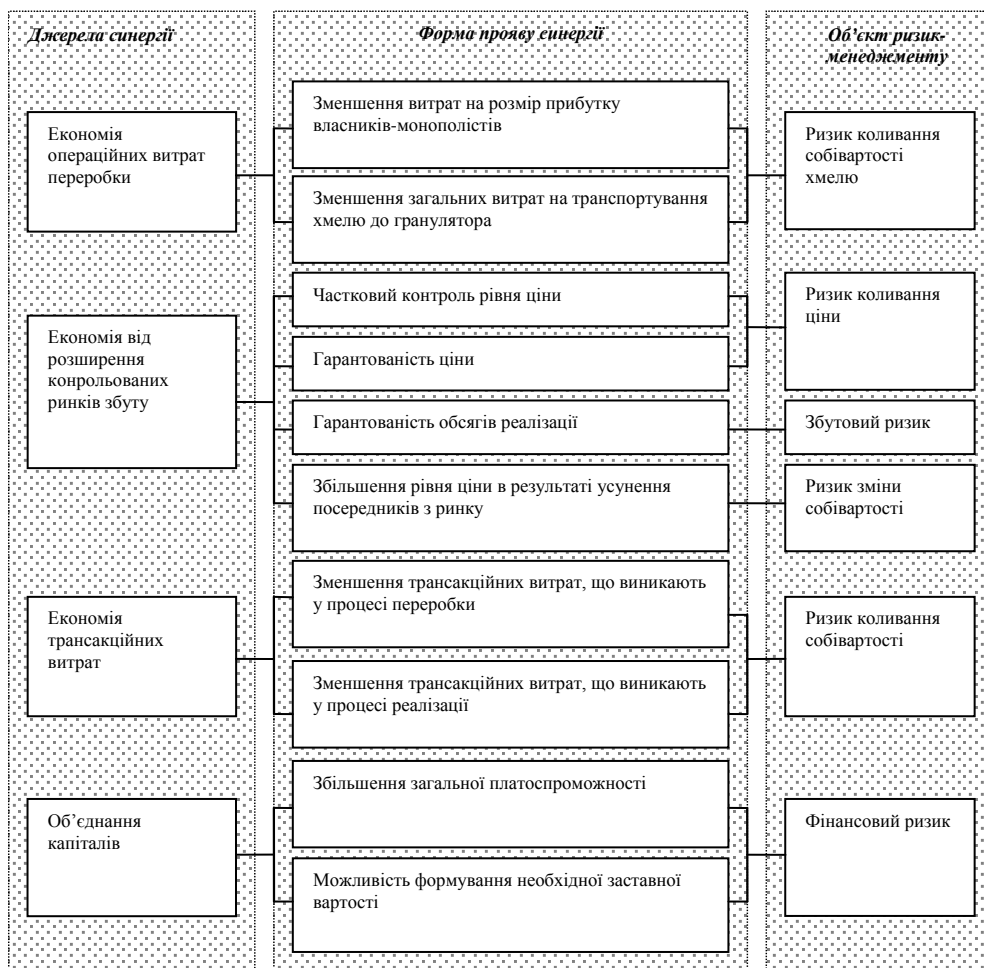 Джерела синергії
Форма прояву синергії
Об’єкт ризик-
менеджменту
Економія
операційних витрат
переробки
Зменшення витрат на розмір прибутку
власників-монополістів
Зменшення загальних витрат на транспортування
хмелю до гранулятора
Ризик коливання
собівартості
хмелю
Економія від
розширення
конрольованих
ринків збуту
Частковий контроль рівня ціни
Гарантованість ціни
Гарантованість обсягів реалізації
Збільшення рівня ціни в результаті усунення
посередників з ринку
Ризик коливання
ціни
Збутовий ризик
Ризик зміни
собівартості
Економія
трансакційних
витрат
Зменшення трансакційних витрат, що виникають
у процесі переробки
Зменшення трансакційних витрат, що виникають
у процесі реалізації
Ризик коливання
собівартості
Об’єднання
капіталів
Збільшення загальної платоспроможності
Можливість формування необхідної заставної
вартості
Фінансовий ризик